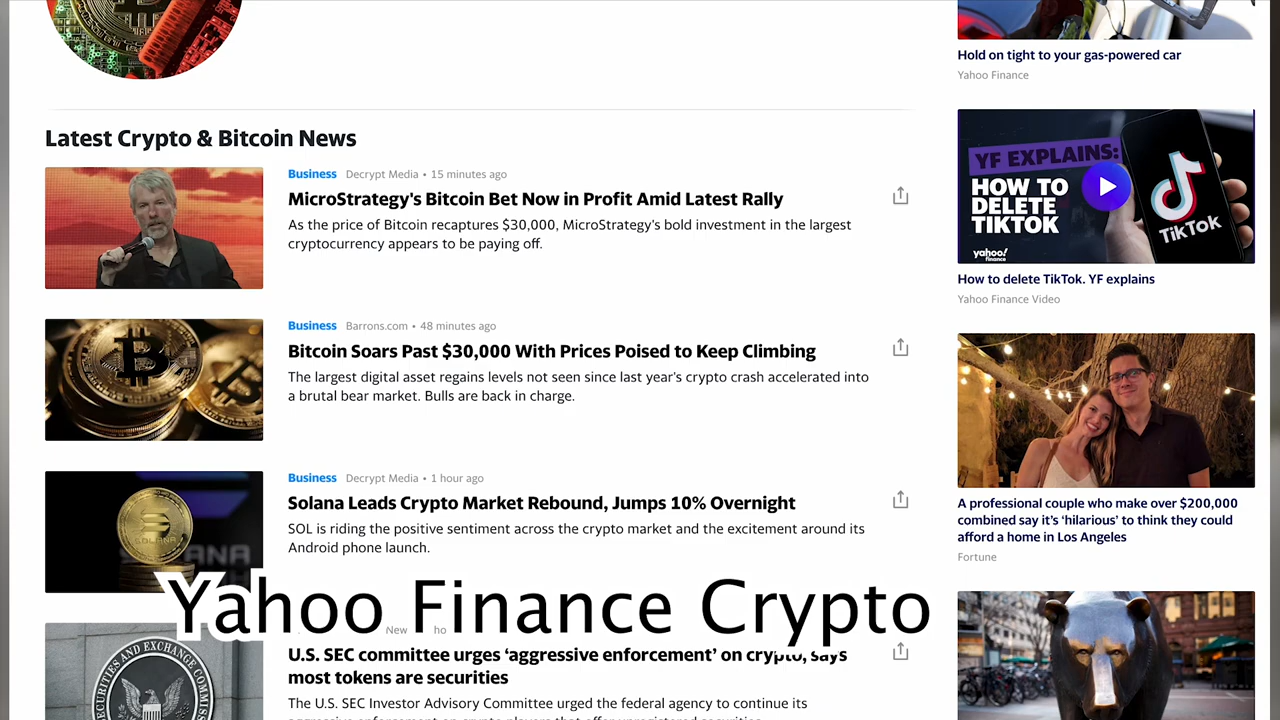 Hold on tight to your gas-powered car
Yahoo Finance
Latest Crypto & Bitcoin News
Business Decrypt Media • 15 minutes ago
MicroStrategy's Bitcoin Bet Now in Profit Amid Latest Rally
As the price of Bitcoin recaptures $30,000, MicroStrategy's bold investment in the largest
cryptocurrency appears to be paying off.
YF EXPLAINS:
HOW TO
DELETE
TIKTOK
yahoo!
finance
TikTok
How to delete TikTok. YF explains
Yahoo Finance Video
Business Barrons.com • 48 minutes ago
Bitcoin Soars Past $30,000 With Prices Poised to Keep Climbing
The largest digital asset regains levels not seen since last year's crypto crash accelerated into
a brutal bear market. Bulls are back in charge.
Business Decrypt Media • 1 hour ago
Solana Leads Crypto Market Rebound, Jumps 10% Overnight
SOL is riding the positive sentiment across the crypto market and the excitement around its
Android phone launch.
SOLANA
A professional couple who make over $200,000
combined say it's ‘hilarious’ to think they could
afford a home in Los Angeles
Fortune
Yahoo Finance Crypto
New
U.S. SEC committee urges ‘aggressive enforcement’ on crypto, says
most tokens are securities
The U.S. SEC Investor Advisory Committee urged the federal agency to continue its
SECURITIES AND EXCHANGE COMMISSION